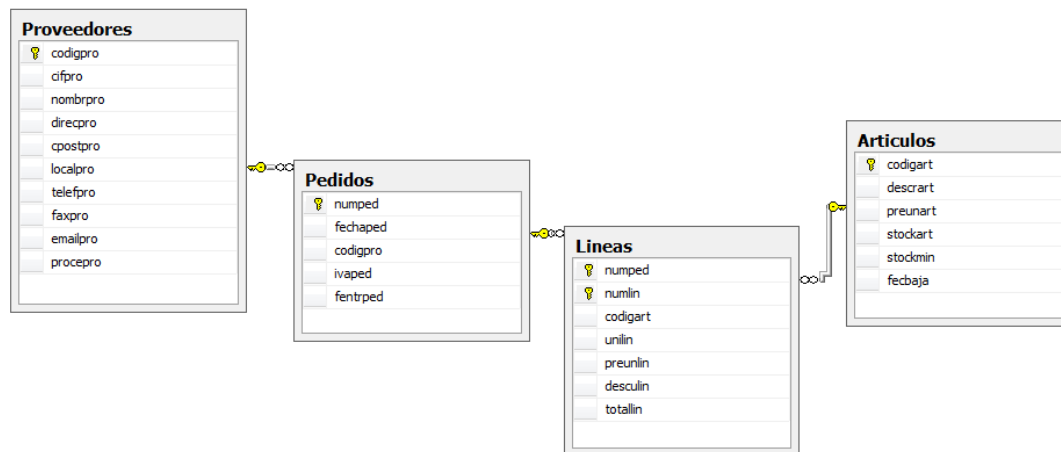 Proveedores
codigpro
cifpro
nombrpro
direcpro
cpostpro
localpro
telefpro
faxpro
emailpro
procepro
Pedidos
numped
fechaped
codigpro
ivaped
fentrped
Lineas
numped
numlin
codigart
unilin
preunlin
desculin
totallin
Articulos
codigart
descrart
preunart
stockart
stockmin
fecbaja